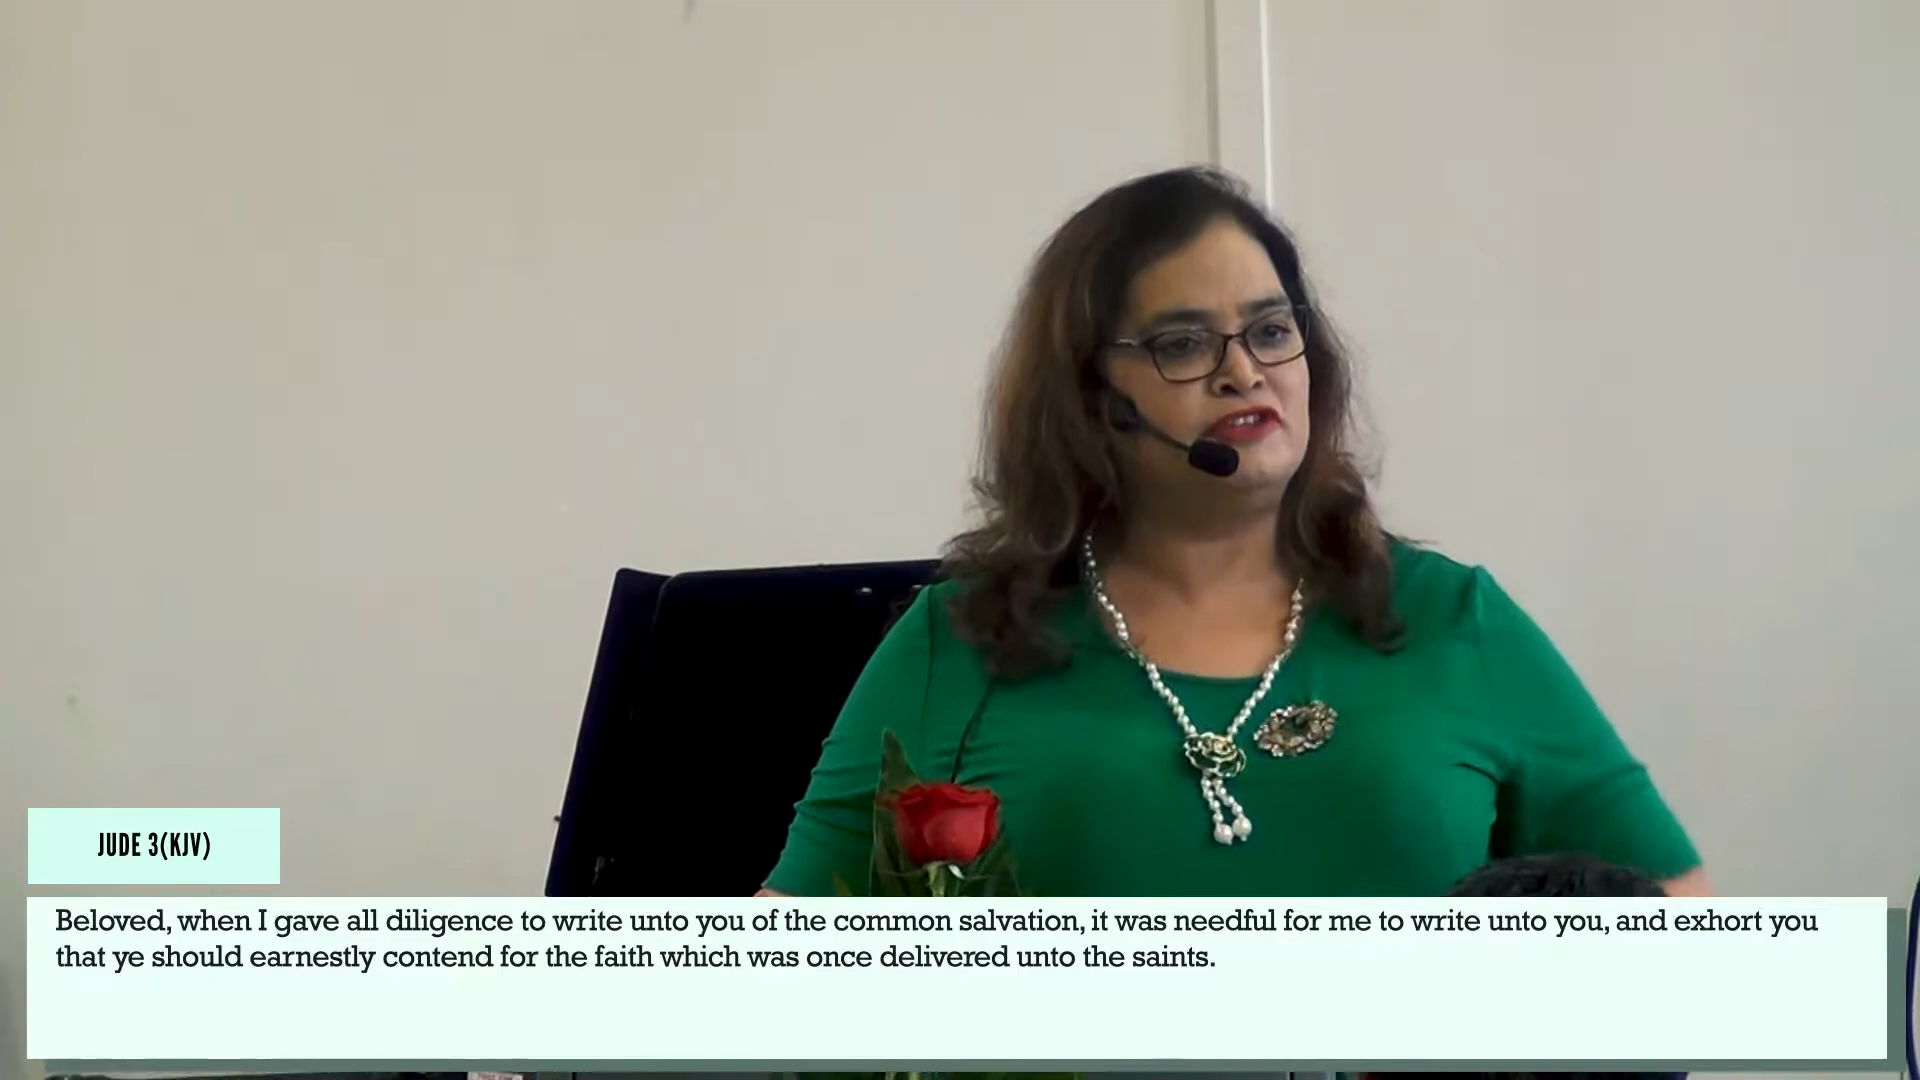 JUDE 3(KJV)
Beloved, when I gave all diligence to write unto you of the common salvation, it was needful for me to write unto you, and exhort you
that ye should earnestly contend for the faith which was once delivered unto the saints.